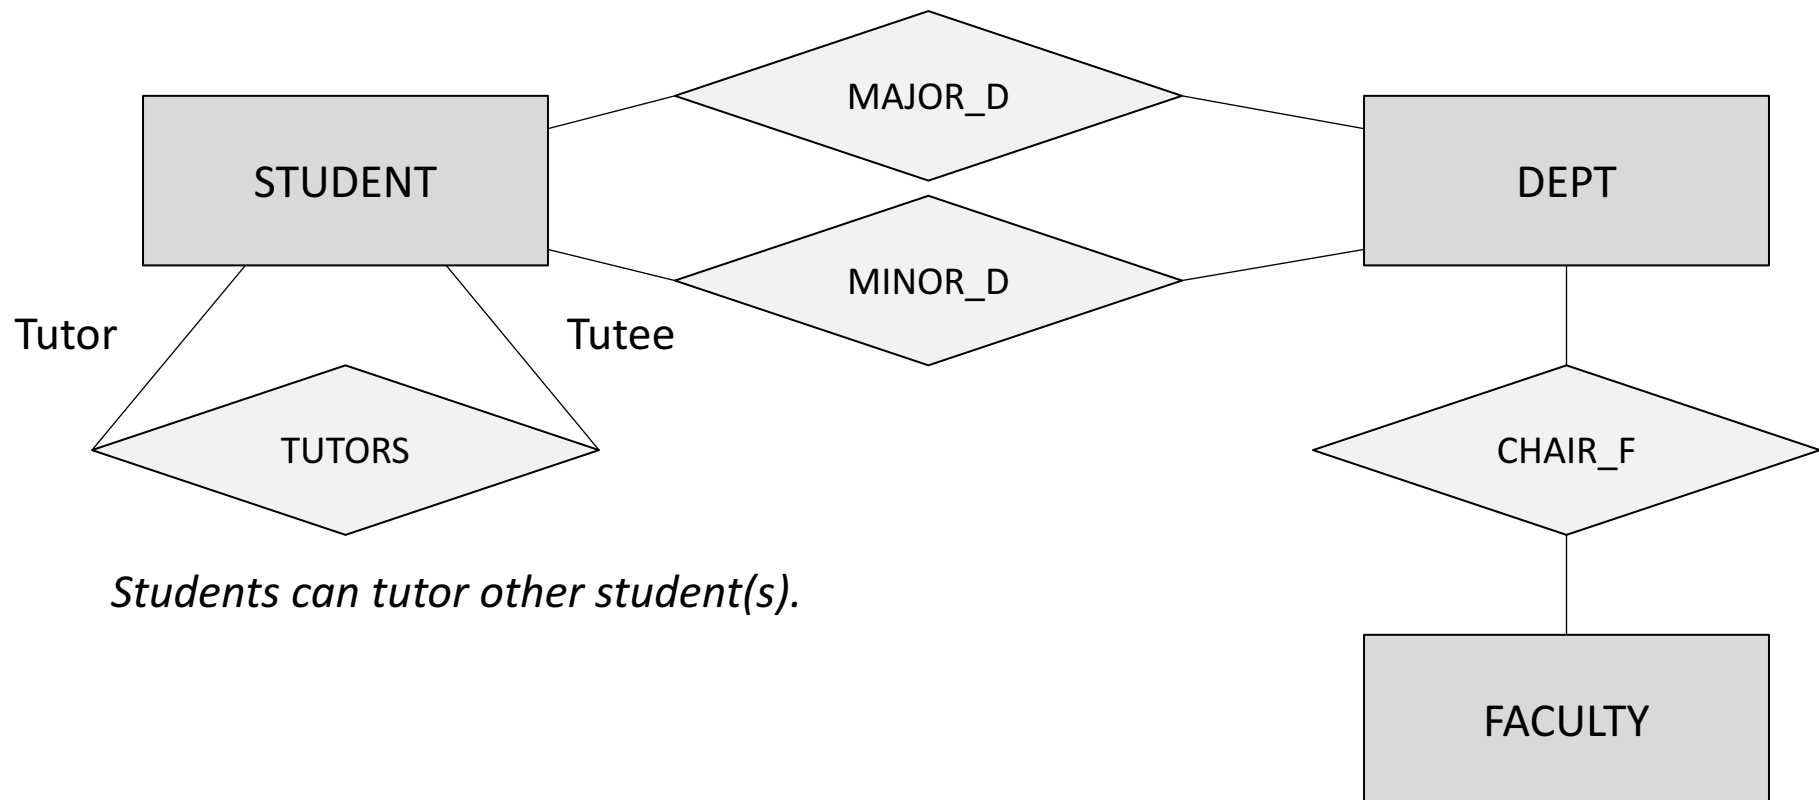 MAJOR_D
STUDENT
DEPT
MINOR_D
Tutor
Tutee
TUTORS
CHAIR_F
Students can tutor other student(s).
FACULTY